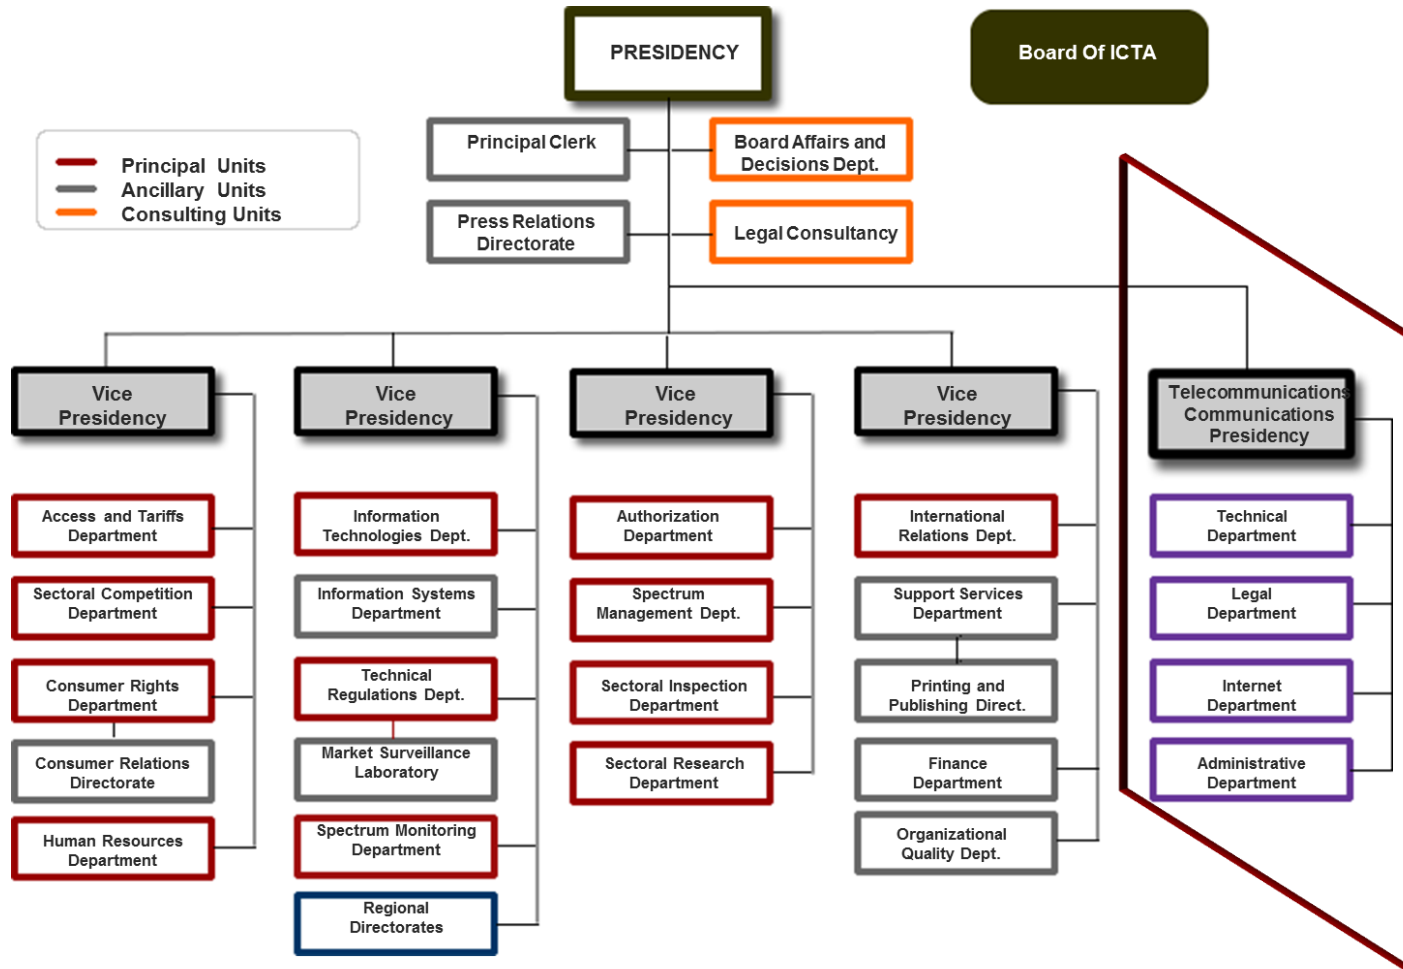 PRESIDENCY
Board Of ICTA
Principal Clerk
Board Affairs and
Decisions Dept.
Principal Units
Ancillary Units
Consulting Units
Press Relations
Directorate
Legal Consultancy
Vice
Presidency
Vice
Presidency
Vice
Presidency
Vice
Presidency
Telecommunications
Communications
Presidency
Access and Tariffs
Department
Sectoral Competition
Department
Consumer Rights
Department
Consumer Relations
Directorate
Human Resources
Department
Information
Technologies Dept.
Information Systems
Department
Technical
Regulations Dept.
Market Surveillance
Laboratory
Spectrum Monitoring
Department
Regional
Directorates
Authorization
Department
Spectrum
Management Dept.
Sectoral Inspection
Department
Sectoral Research
Department
International
Relations Dept.
Support Services
Department
Printing and
Publishing Direct.
Finance
Department
Organizational
Quality Dept.
Technical
Department
Legal
Department
Internet
Department
Administrative
Department